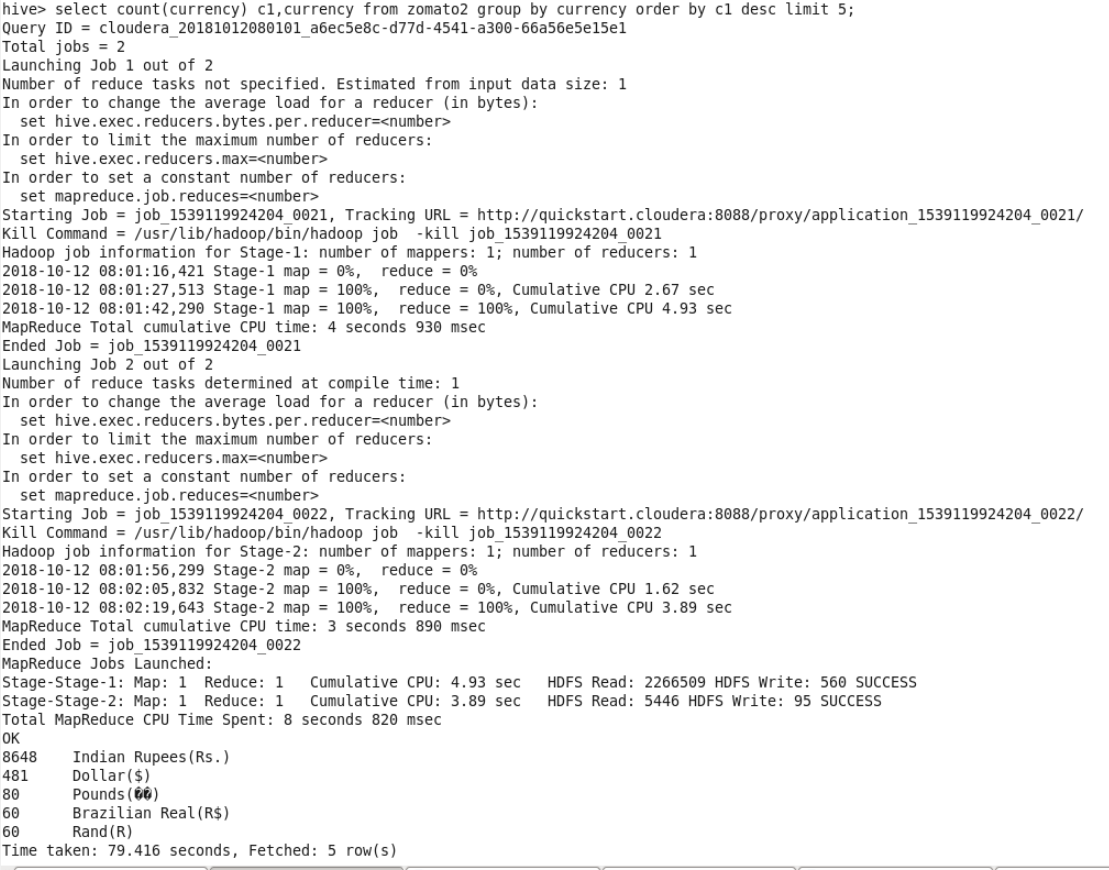 hive> select count(currency) c1,currency from zomato2 group by currency order by c1 desc limit 5;
Query ID = cloudera_20181012080101_a6ec5e8c-d77d-4541-a300-66a56e5e15e1
Total jobs = 2
Launching Job 1 out of 2
Number of reduce tasks not specified. Estimated from input data size: 1
In order to change the average load for a reducer (in bytes):
  set hive.exec.reducers.bytes.per.reducer=<number>
In order to limit the maximum number of reducers:
  set hive.exec.reducers.max=<number>
In order to set a constant number of reducers:
  set mapreduce.job.reduces=<number>
Starting Job = job_1539119924204_0021, Tracking URL = http://quickstart.cloudera:8088/proxy/application_1539119924204_0021/
Kill Command = /usr/lib/hadoop/bin/hadoop job  -kill job_1539119924204_0021
Hadoop job information for Stage-1: number of mappers: 1; number of reducers: 1
2018-10-12 08:01:16,421 Stage-1 map = 0%,  reduce = 0%
2018-10-12 08:01:27,513 Stage-1 map = 100%,  reduce = 0%, Cumulative CPU 2.67 sec
2018-10-12 08:01:42,290 Stage-1 map = 100%,  reduce = 100%, Cumulative CPU 4.93 sec
MapReduce Total cumulative CPU time: 4 seconds 930 msec
Ended Job = job_1539119924204_0021
Launching Job 2 out of 2
Number of reduce tasks determined at compile time: 1
In order to change the average load for a reducer (in bytes):
  set hive.exec.reducers.bytes.per.reducer=<number>
In order to limit the maximum number of reducers:
  set hive.exec.reducers.max=<number>
In order to set a constant number of reducers:
  set mapreduce.job.reduces=<number>
Starting Job = job_1539119924204_0022, Tracking URL = http://quickstart.cloudera:8088/proxy/application_1539119924204_0022/
Kill Command = /usr/lib/hadoop/bin/hadoop job  -kill job_1539119924204_0022
Hadoop job information for Stage-2: number of mappers: 1; number of reducers: 1
2018-10-12 08:01:56,299 Stage-2 map = 0%,  reduce = 0%
2018-10-12 08:02:05,832 Stage-2 map = 100%,  reduce = 0%, Cumulative CPU 1.62 sec
2018-10-12 08:02:19,643 Stage-2 map = 100%,  reduce = 100%, Cumulative CPU 3.89 sec
MapReduce Total cumulative CPU time: 3 seconds 890 msec
Ended Job = job_1539119924204_0022
MapReduce Jobs Launched:
Stage-Stage-1: Map: 1  Reduce: 1   Cumulative CPU: 4.93 sec   HDFS Read: 2266509 HDFS Write: 560 SUCCESS
Stage-Stage-2: Map: 1  Reduce: 1   Cumulative CPU: 3.89 sec   HDFS Read: 5446 HDFS Write: 95 SUCCESS
Total MapReduce CPU Time Spent: 8 seconds 820 msec
OK
8648	Indian Rupees(Rs.)
481	Dollar($)
80	Pounds(��)
60	Brazilian Real(R$)
60	Rand(R)
Time taken: 79.416 seconds, Fetched: 5 row(s)